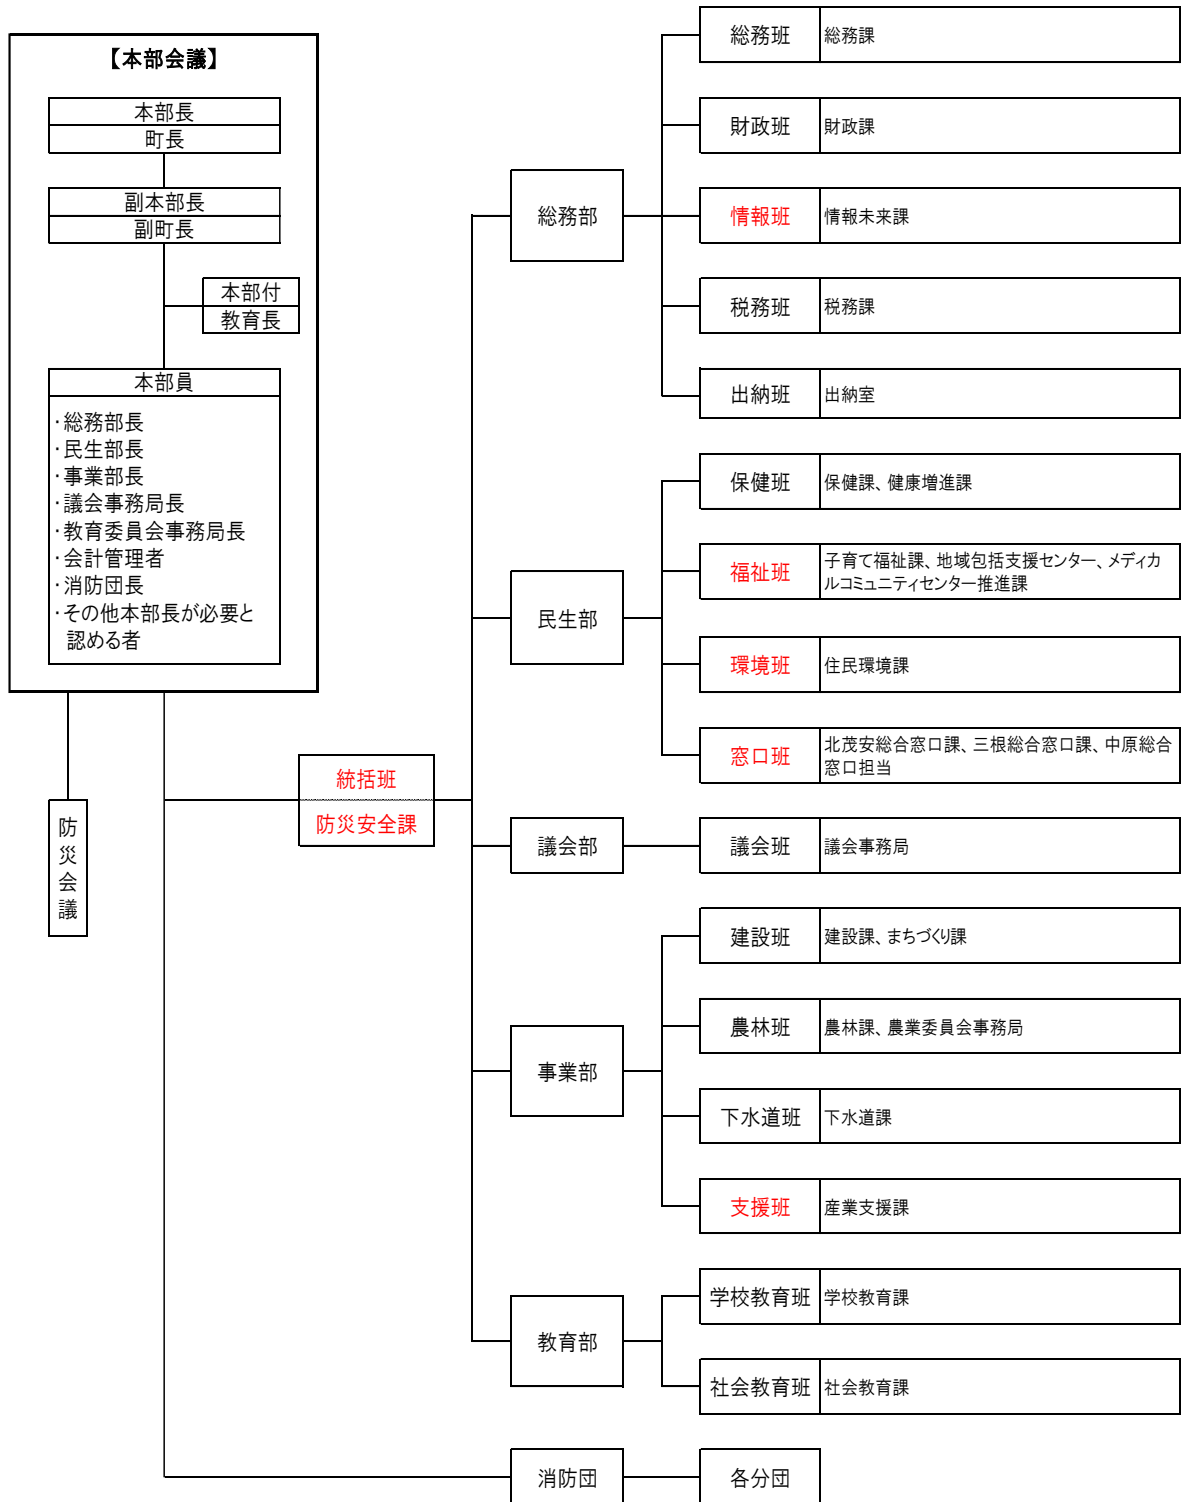 【本部会議】
本部長
町長
副本部長
副町長
本部付
教育長
本部員
・総務部長
・民生部長
・事業部長
・議会事務局長
・教育委員会事務局長
・会計管理者
・消防団長
・その他本部長が必要と
認める者
防
災
会
議
統括班
防災安全課
総務部
総務班
総務課
財政班
財政課
情報班
情報未来課
税務班
税務課
出納班
出納室
民生部
保健班
保健課、健康増進課
福祉班
子育て福祉課、地域包括支援センター、メディカ
ルコミュニティセンター推進課
環境班
住民環境課
窓口班
北茂安総合窓口課、三根総合窓口課、中原総合
窓口担当
議会部
議会班
議会事務局
事業部
建設班
建設課、まちづくり課
農林班
農林課、農業委員会事務局
下水道班
下水道課
支援班
産業支援課
教育部
学校教育班
学校教育課
社会教育班
社会教育課
消防団
各分団